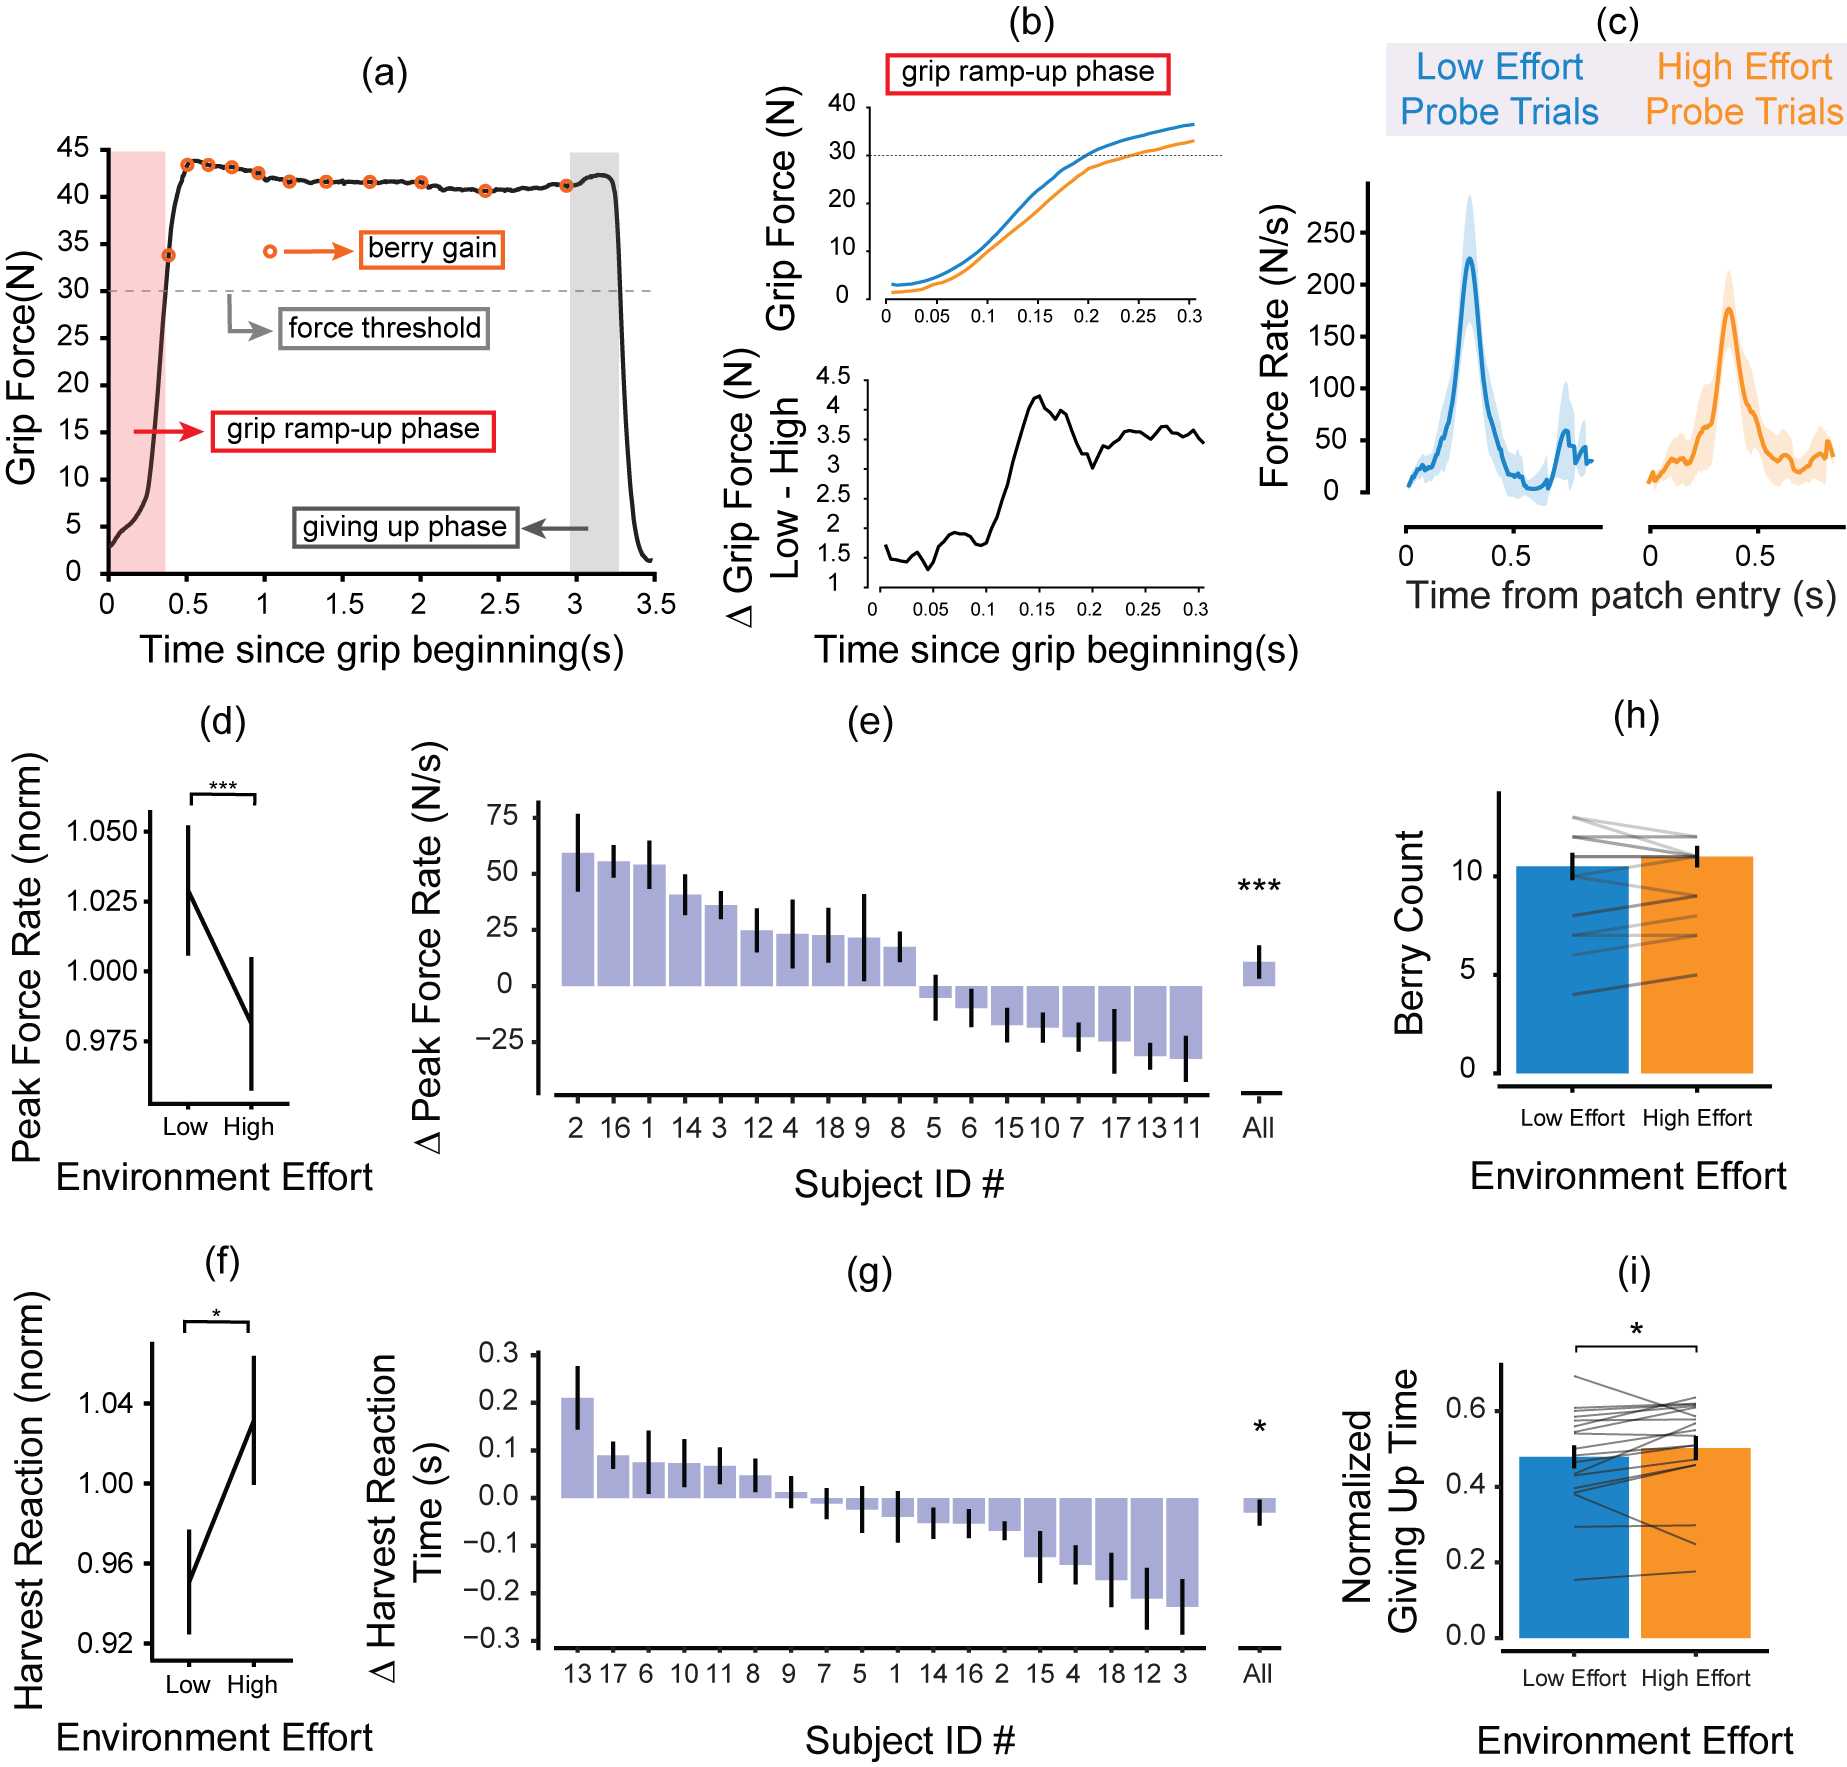 (a)
45
40
35
30
25
20
15
10
5
0
Grip Force(N)
berry gain
force threshold
grip ramp-up phase
giving up phase
0 0.5 1 1.5 2 2.5 3 3.5
Time since grip beginning(s)
(b)
grip ramp-up phase
40
30
20
10
0
Grip Force (N)
0 0.05 0.1 0.15 0.2 0.25 0.3
4.5
4
3.5
3
2.5
2
1.5
1
Δ Grip Force (N)
Low - High
0 0.05 0.1 0.15 0.2 0.25 0.3
Time since grip beginning(s)
(c)
Low Effort
Probe Trials
High Effort
Probe Trials
250
200
150
100
50
0
Force Rate (N/s)
0 0.5 0 0.5
Time from patch entry (s)
(d)
***
1.050
1.025
1.000
0.975
Peak Force Rate (norm)
Low High
Environment Effort
(e)
75
50
25
0
−25
Δ Peak Force Rate (N/s)
***
2 16 1 14 3 12 4 18 9 8 5 6 15 10 7 17 13 11 All
Subject ID #
(h)
10
5
0
Berry Count
Low Effort High Effort
Environment Effort
(f)
*
1.04
1.00
0.96
0.92
Harvest Reaction (norm)
Low High
Environment Effort
(g)
0.3
0.2
0.1
0.0
−0.1
−0.2
−0.3
Δ Harvest Reaction
Time (s)
*
13 17 6 10 11 8 9 7 5 1 14 16 2 15 4 18 12 3 All
Subject ID #
(i)
*
0.6
0.4
0.2
0.0
Normalized
Giving Up Time
Low Effort High Effort
Environment Effort